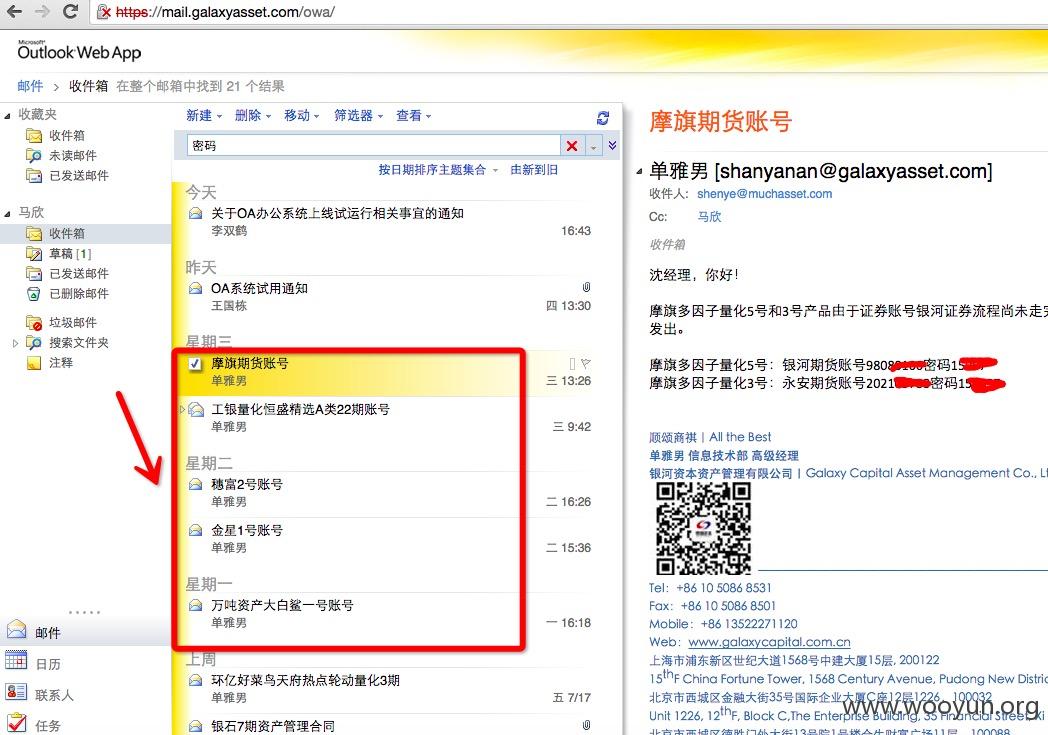 https://mail.galaxyasset.com/owa/
Microsoft®
Outlook Web App
邮件 > 收件箱 在整个邮箱中找到 21 个结果
收藏夹
收件箱
未读邮件
已发送邮件
马欣
收件箱
草稿 [1]
已发送邮件
已删除邮件
垃圾邮件
搜索文件夹
注释
邮件
日历
联系人
任务
新建 删除 移动 筛选器 查看
密码
按日期排序主题集合 由新到旧
今天
关于OA办公系统上线试运行相关事宜的通知
李双鹤 16:43
昨天
OA系统试用通知
王国栋 四 13:30
星期三
摩旗期货账号
单雅男 三 13:26
工银量化恒盛精选A类22期账号
单雅男 三 9:42
星期二
穗富2号账号
单雅男 二 16:26
金星1号账号
单雅男 二 15:36
星期一
万吨资产大白鲨一号账号
单雅男 一 16:18
上周
环亿好菜鸟天府热点轮动量化3期
单雅男 五 7/17
银石7期资产管理合同
摩旗期货账号
单雅男 [shanyanan@galaxyasset.com]
收件人: shenye@muchasset.com
Cc: 马欣
收件箱
沈经理，你好！
摩旗多因子量化5号和3号产品由于证券账号银河证券流程尚未走完
发出。
摩旗多因子量化5号：银河期货账号9808 密码15
摩旗多因子量化3号：永安期货账号202 密码15
顺颂商祺 | All the Best
单雅男 信息技术部 高级经理
银河资本资产管理有限公司 | Galaxy Capital Asset Management Co., Lt
Tel: +86 10 5086 8531
Fax: +86 10 5086 8501
Mobile: +86 13522271120
Web: www.galaxycapital.com.cn
上海市浦东新区世纪大道1568号中建大厦15层, 200122
15th F China Fortune Tower, 1568 Century Avenue, Pudong New Distric
北京市西城区金融大街35号国际企业大厦C座12层1226, 100032
Unit 1226, 12th F, Block C,The Enterprise Building, 35 Financial Street, Xi
北京市西城区德胜门外大街83号院1号楼合生财富广场11层, 100088
www.wooyun.org